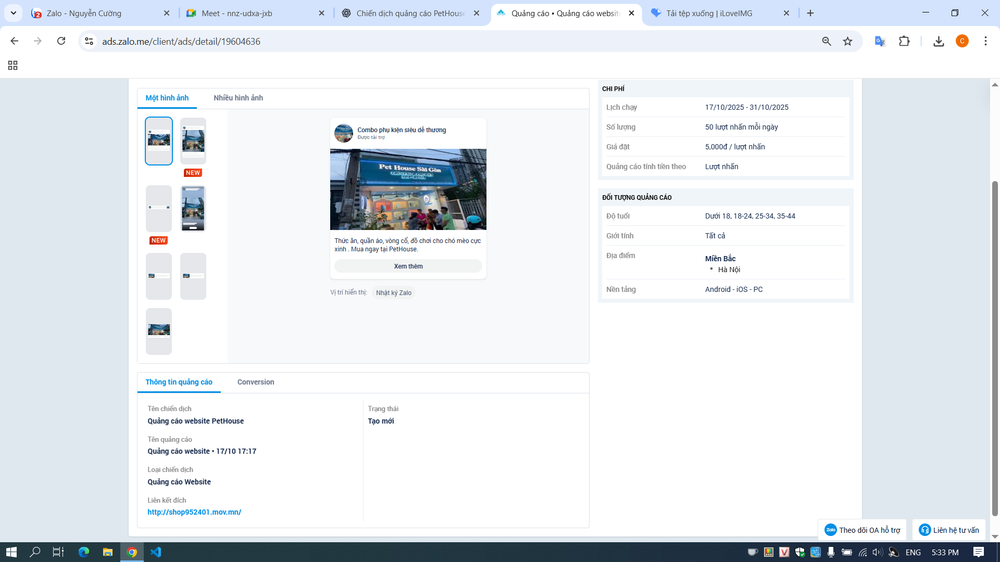 Zalo - Nguyễn Cường
Meet - nnz-udxa-jxb
Chiến dịch quảng cáo PetHouse
Quảng cáo • Quảng cáo website
Tải tệp xuống | iLoveIMG
ads.zalo.me/client/ads/detail/19604636
C
Một hình ảnh
Nhiều hình ảnh
NEW
NEW
Combo phụ kiện siêu dễ thương
Được tài trợ
Pet House Sài Gòn
Thức ăn, quần áo, vòng cổ, đồ chơi cho chó mèo cực
xinh . Mua ngay tại PetHouse.
Xem thêm
Vị trí hiển thị: Nhật ký Zalo
CHI PHÍ
Lịch chạy 17/10/2025 - 31/10/2025
Số lượng 50 lượt nhấn mỗi ngày
Giá đặt 5,000đ / lượt nhấn
Quảng cáo tính tiền theo Lượt nhấn
ĐỐI TƯỢNG QUẢNG CÁO
Độ tuổi Dưới 18, 18-24, 25-34, 35-44
Giới tính Tất cả
Địa điểm Miền Bắc
▪ Hà Nội
Nền tảng Android - iOS - PC
Thông tin quảng cáo
Conversion
Tên chiến dịch
Quảng cáo website PetHouse
Tên quảng cáo
Quảng cáo website • 17/10 17:17
Loại chiến dịch
Quảng cáo Website
Liên kết đích
http://shop952401.mov.mn/
Trạng thái
Tạo mới
Zalo Theo dõi OA hỗ trợ
Liên hệ tư vấn
ENG
5:33 PM